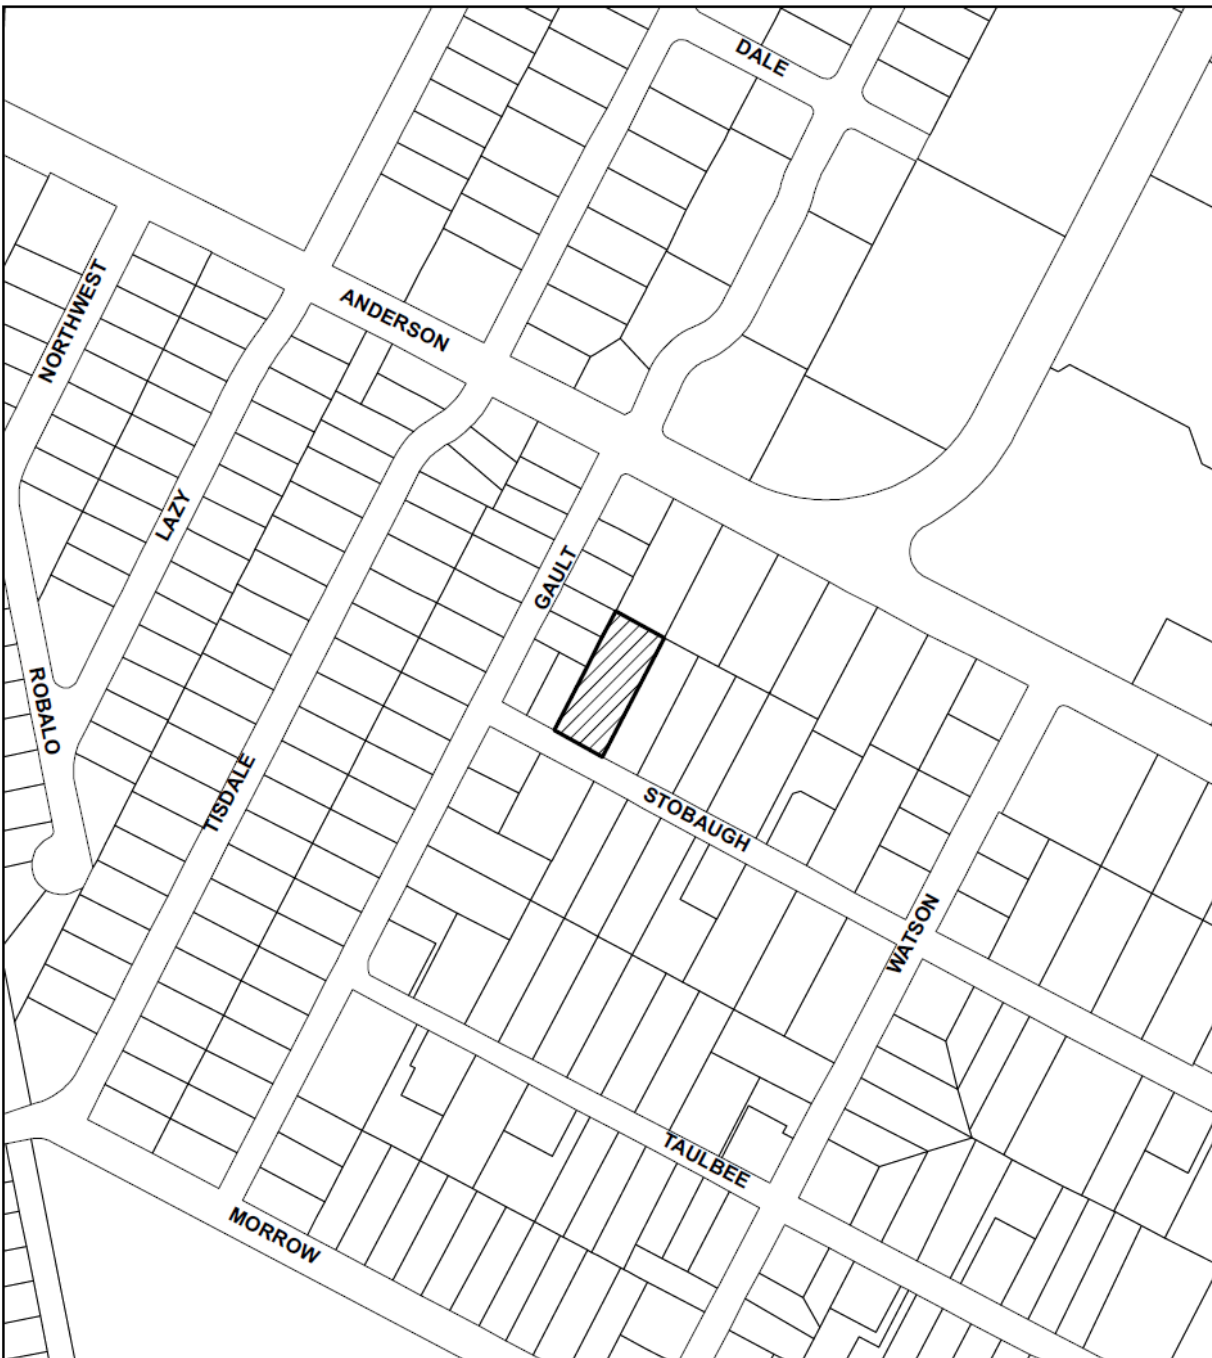 DALE
NORTHWEST
ANDERSON
LAZY
GAULT
ROBALO
TISDALE
STOBAUGH
WATSON
TAULBEE
MORROW